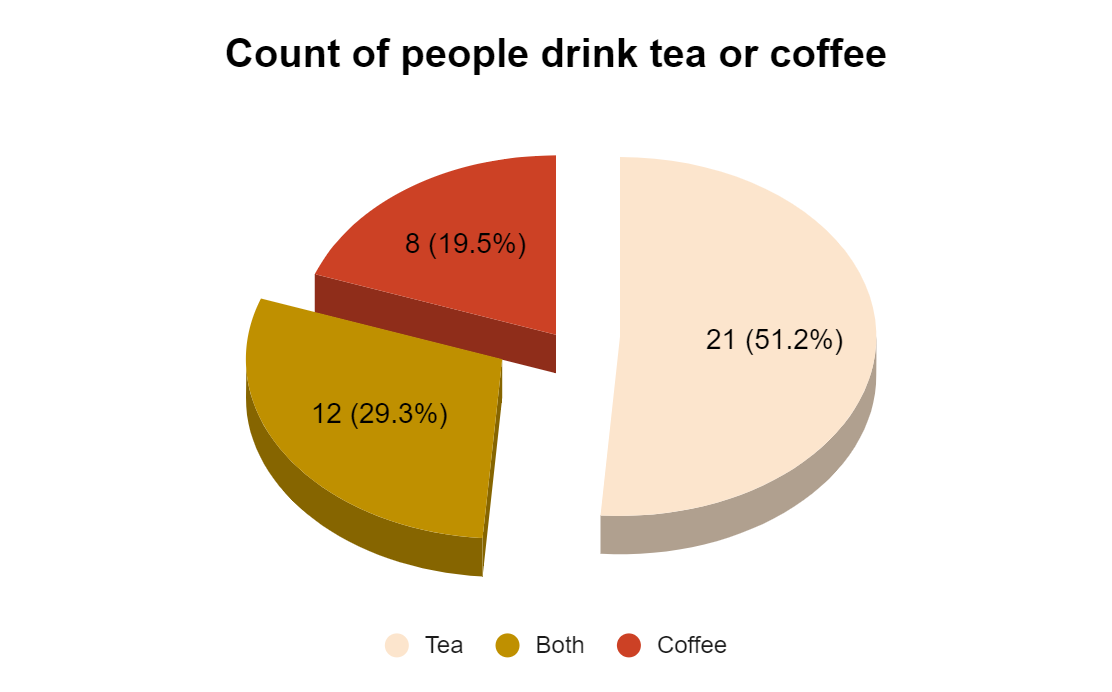 Count of people drink tea or coffee
8 (19.5%)
21 (51.2%)
12 (29.3%)
Tea
Both
Coffee